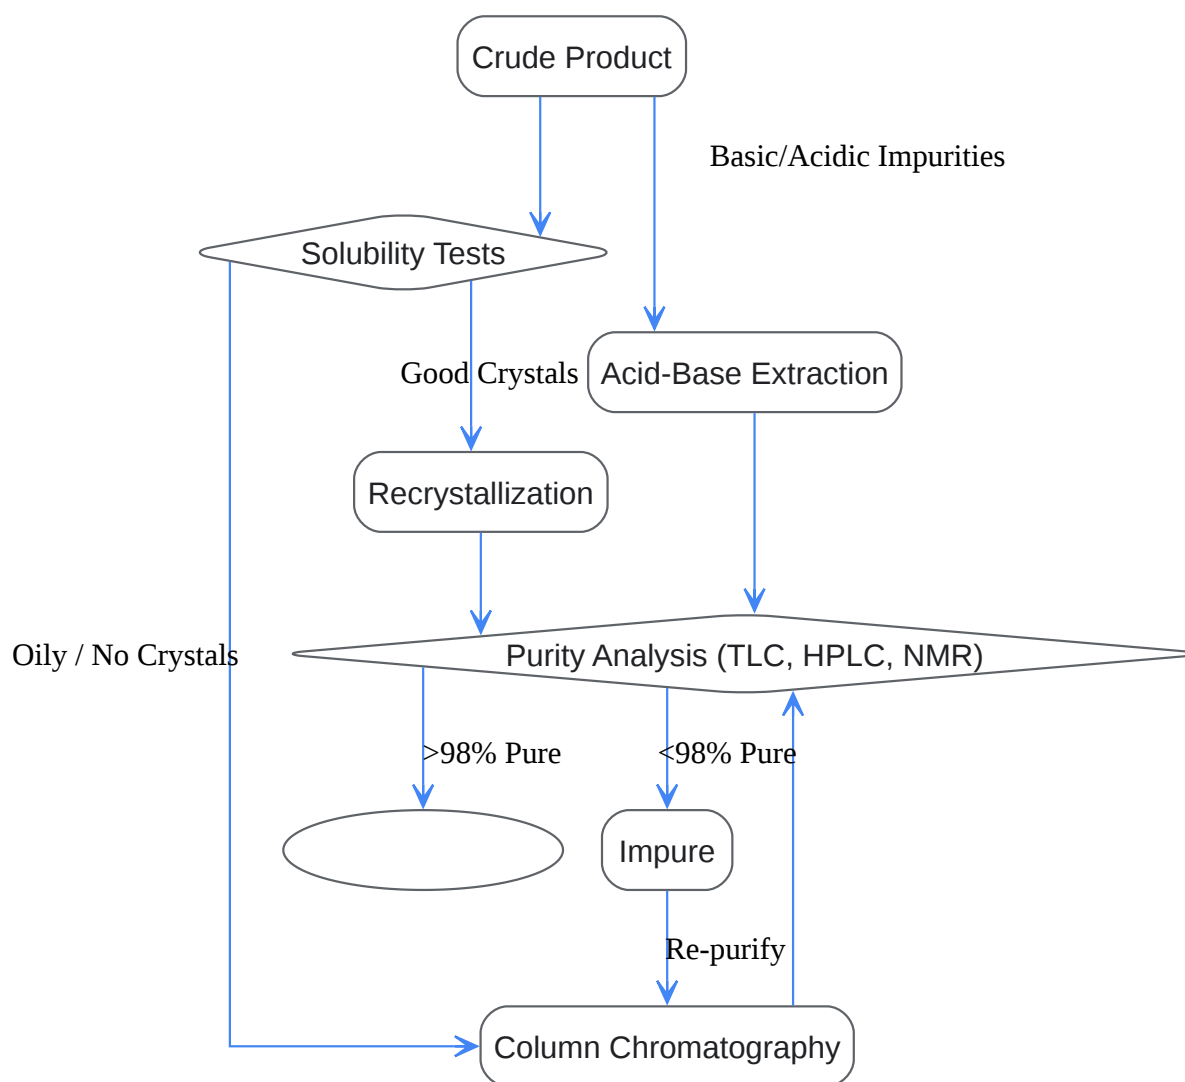 Crude Product
Basic/Acidic Impurities
Solubility Tests
Good Crystals
Acid-Base Extraction
Recrystallization
Oily / No Crystals
Purity Analysis (TLC, HPLC, NMR)
>98% Pure
<98% Pure
Impure
Re-purify
Column Chromatography